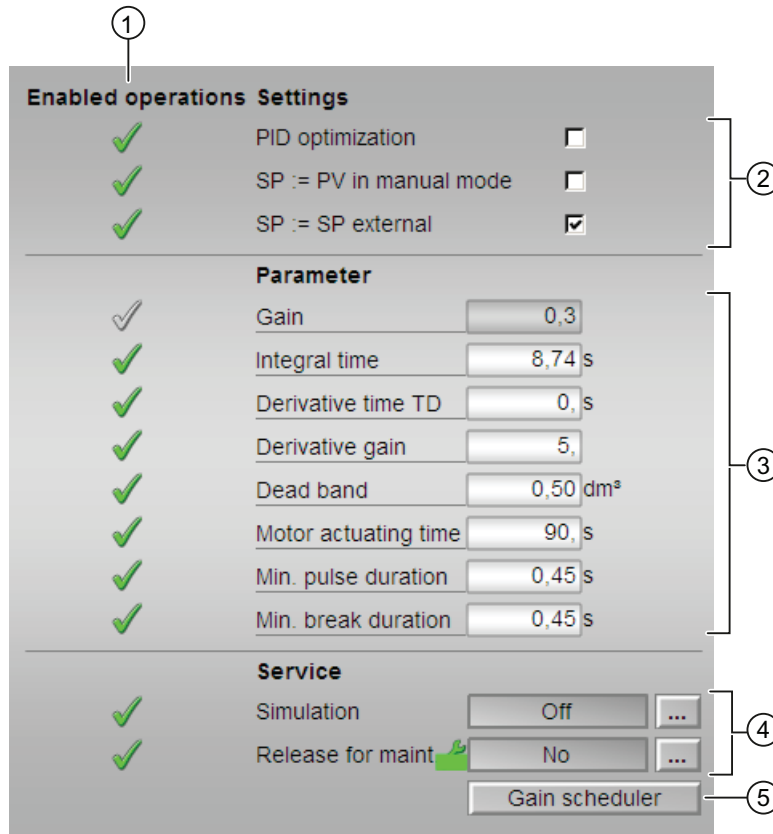 1
Enabled operations Settings
PID optimization
SP := PV in manual mode
SP := SP external
2
Parameter
Gain 0,3
Integral time 8,74 s
Derivative time TD 0, s
Derivative gain 5,
3
Dead band 0,50 dm³
Motor actuating time 90, s
Min. pulse duration 0,45 s
Min. break duration 0,45 s
Service
Simulation Off ...
4
Release for maint No ...
Gain scheduler 5